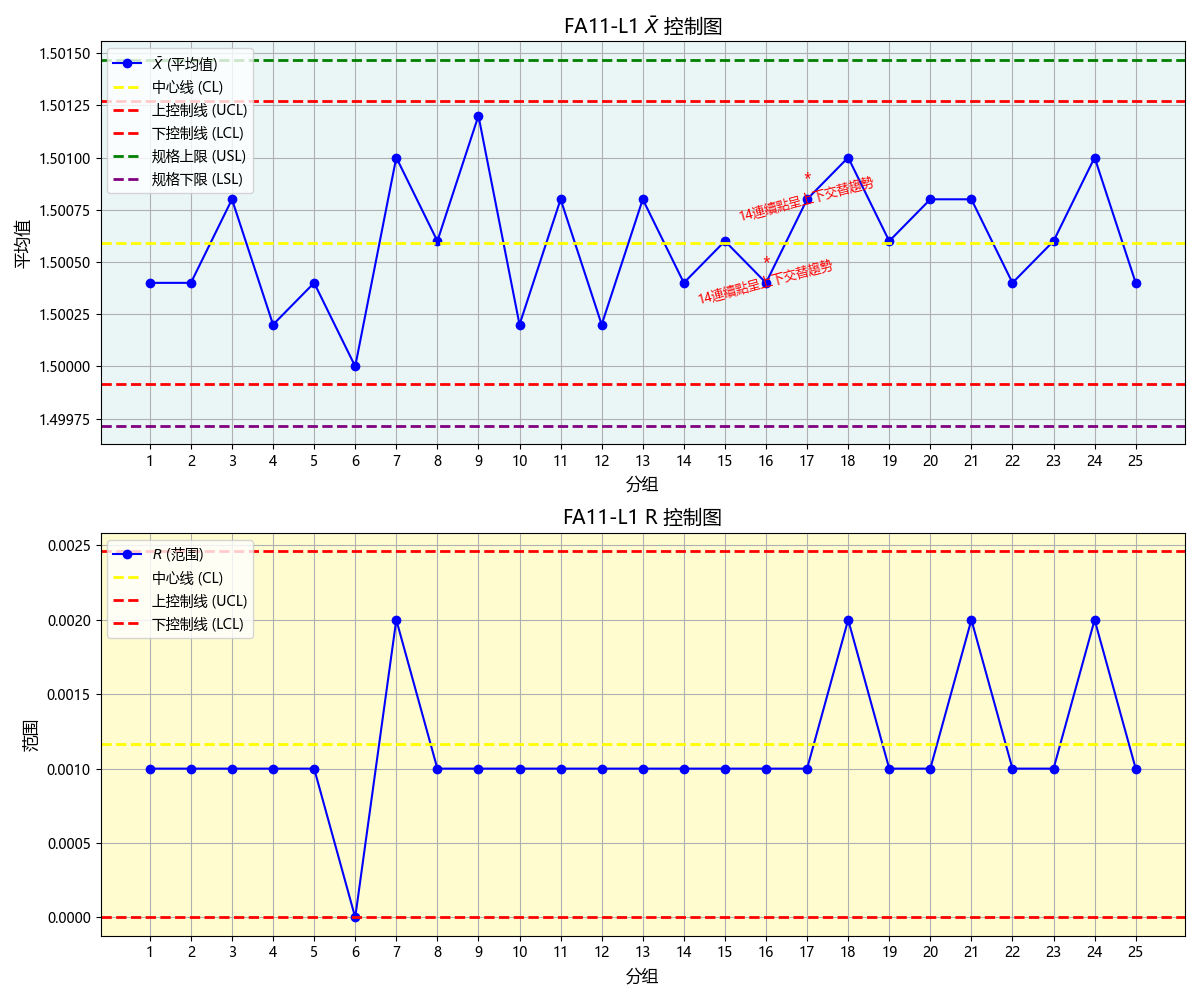 FA11-L1 X̄ 控制图
1.50150
1.50125
1.50100
1.50075
1.50050
1.50025
1.50000
1.49975
平均值
X̄ (平均值)
中心线 (CL)
上控制线 (UCL)
下控制线 (LCL)
规格上限 (USL)
规格下限 (LSL)
*
14連續點呈上下交替趨勢
*
14連續點呈上下交替趨勢
1 2 3 4 5 6 7 8 9 10 11 12 13 14 15 16 17 18 19 20 21 22 23 24 25
分组
FA11-L1 R 控制图
0.0025
0.0020
0.0015
0.0010
0.0005
0.0000
范围
R (范围)
中心线 (CL)
上控制线 (UCL)
下控制线 (LCL)
1 2 3 4 5 6 7 8 9 10 11 12 13 14 15 16 17 18 19 20 21 22 23 24 25
分组